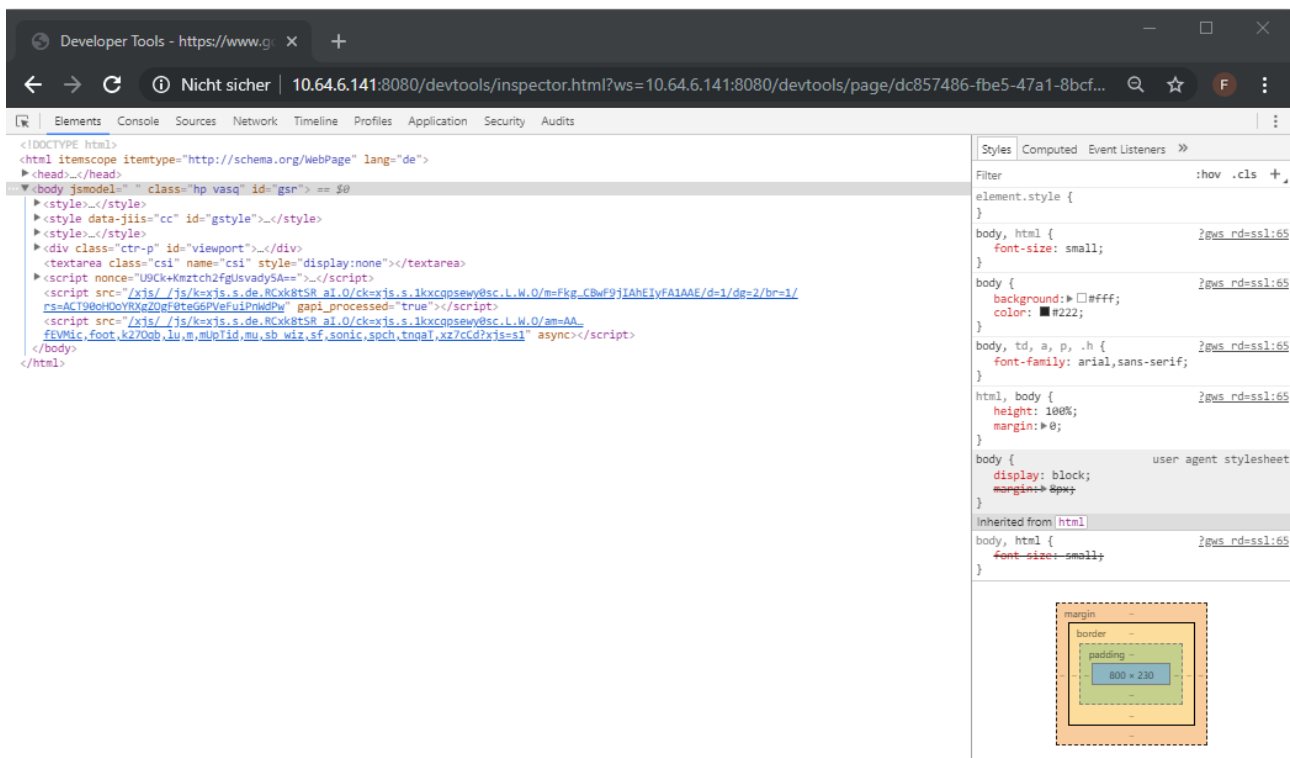 Developer Tools - https://www.g
Nicht sicher | 10.64.6.141:8080/devtools/inspector.html?ws=10.64.6.141:8080/devtools/page/dc857486-fbe5-47a1-8bcf... F
Elements Console Sources Network Timeline Profiles Application Security Audits
<!DOCTYPE html>
<html itemscope itemtype="http://schema.org/WebPage" lang="de">
<head>…</head>
<body jsmodel=" " class="hp vasq" id="gsr"> == $0
<style>…</style>
<style data-jiis="cc" id="gstyle">…</style>
<style>…</style>
<div class="ctr-p" id="viewport">…</div>
<textarea class="csi" name="csi" style="display:none"></textarea>
<script nonce="U9Ck+Kmztch2fgUsvady5A==">…</script>
<script src="/xjs/_/js/k=xjs.s.de.RCxk8tSR_aI.O/ck=xjs.s.1kxcqpsewy0sc.L.W.O/m=Fkg…CBwF9jIAhEIyFA1AAE/d=1/dg=2/br=1/
rs=ACT90oHOoYRXgZOgF0teG6PVeFuiPnWdPw" gapi_processed="true"></script>
<script src="/xjs/_/js/k=xjs.s.de.RCxk8tSR_aI.O/ck=xjs.s.1kxcqpsewy0sc.L.W.O/am=AA…
fEVMic,foot,k27Oqb,lu,m,mUpTid,mu,sb_wiz,sf,sonic,spch,tnqaT,xz7cCd?xjs=s1" async></script>
</body>
</html>
Styles Computed Event Listeners »
Filter :hov .cls +
element.style {
}
body, html { ?gws_rd=ssl:65
font-size: small;
}
body { ?gws_rd=ssl:65
background: #fff;
color: #222;
}
body, td, a, p, .h { ?gws_rd=ssl:65
font-family: arial,sans-serif;
}
html, body { ?gws_rd=ssl:65
height: 100%;
margin: 0;
}
body { user agent stylesheet
display: block;
margin: 8px;
}
Inherited from html
body, html { ?gws_rd=ssl:65
font-size: small;
}
margin –
border –
padding –
– – – 800 × 230 – – –
–
–
–